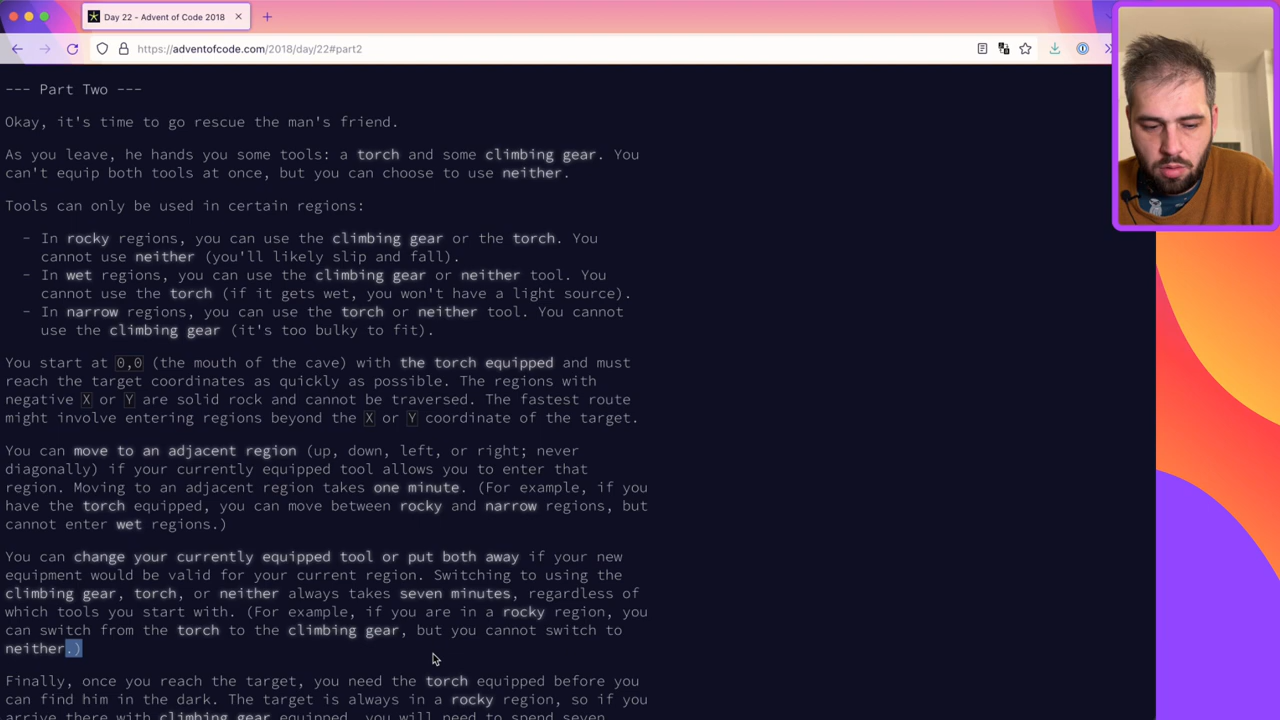 Day 22 - Advent of Code 2018
https://adventofcode.com/2018/day/22#part2
--- Part Two ---
Okay, it's time to go rescue the man's friend.
As you leave, he hands you some tools: a torch and some climbing gear. You
can't equip both tools at once, but you can choose to use neither.
Tools can only be used in certain regions:
- In rocky regions, you can use the climbing gear or the torch. You
cannot use neither (you'll likely slip and fall).
- In wet regions, you can use the climbing gear or neither tool. You
cannot use the torch (if it gets wet, you won't have a light source).
- In narrow regions, you can use the torch or neither tool. You cannot
use the climbing gear (it's too bulky to fit).
You start at 0,0 (the mouth of the cave) with the torch equipped and must
reach the target coordinates as quickly as possible. The regions with
negative X or Y are solid rock and cannot be traversed. The fastest route
might involve entering regions beyond the X or Y coordinate of the target.
You can move to an adjacent region (up, down, left, or right; never
diagonally) if your currently equipped tool allows you to enter that
region. Moving to an adjacent region takes one minute. (For example, if you
have the torch equipped, you can move between rocky and narrow regions, but
cannot enter wet regions.)
You can change your currently equipped tool or put both away if your new
equipment would be valid for your current region. Switching to using the
climbing gear, torch, or neither always takes seven minutes, regardless of
which tools you start with. (For example, if you are in a rocky region, you
can switch from the torch to the climbing gear, but you cannot switch to
neither.)
Finally, once you reach the target, you need the torch equipped before you
can find him in the dark. The target is always in a rocky region, so if you
arrive there with climbing gear equipped, you will need to spend seven